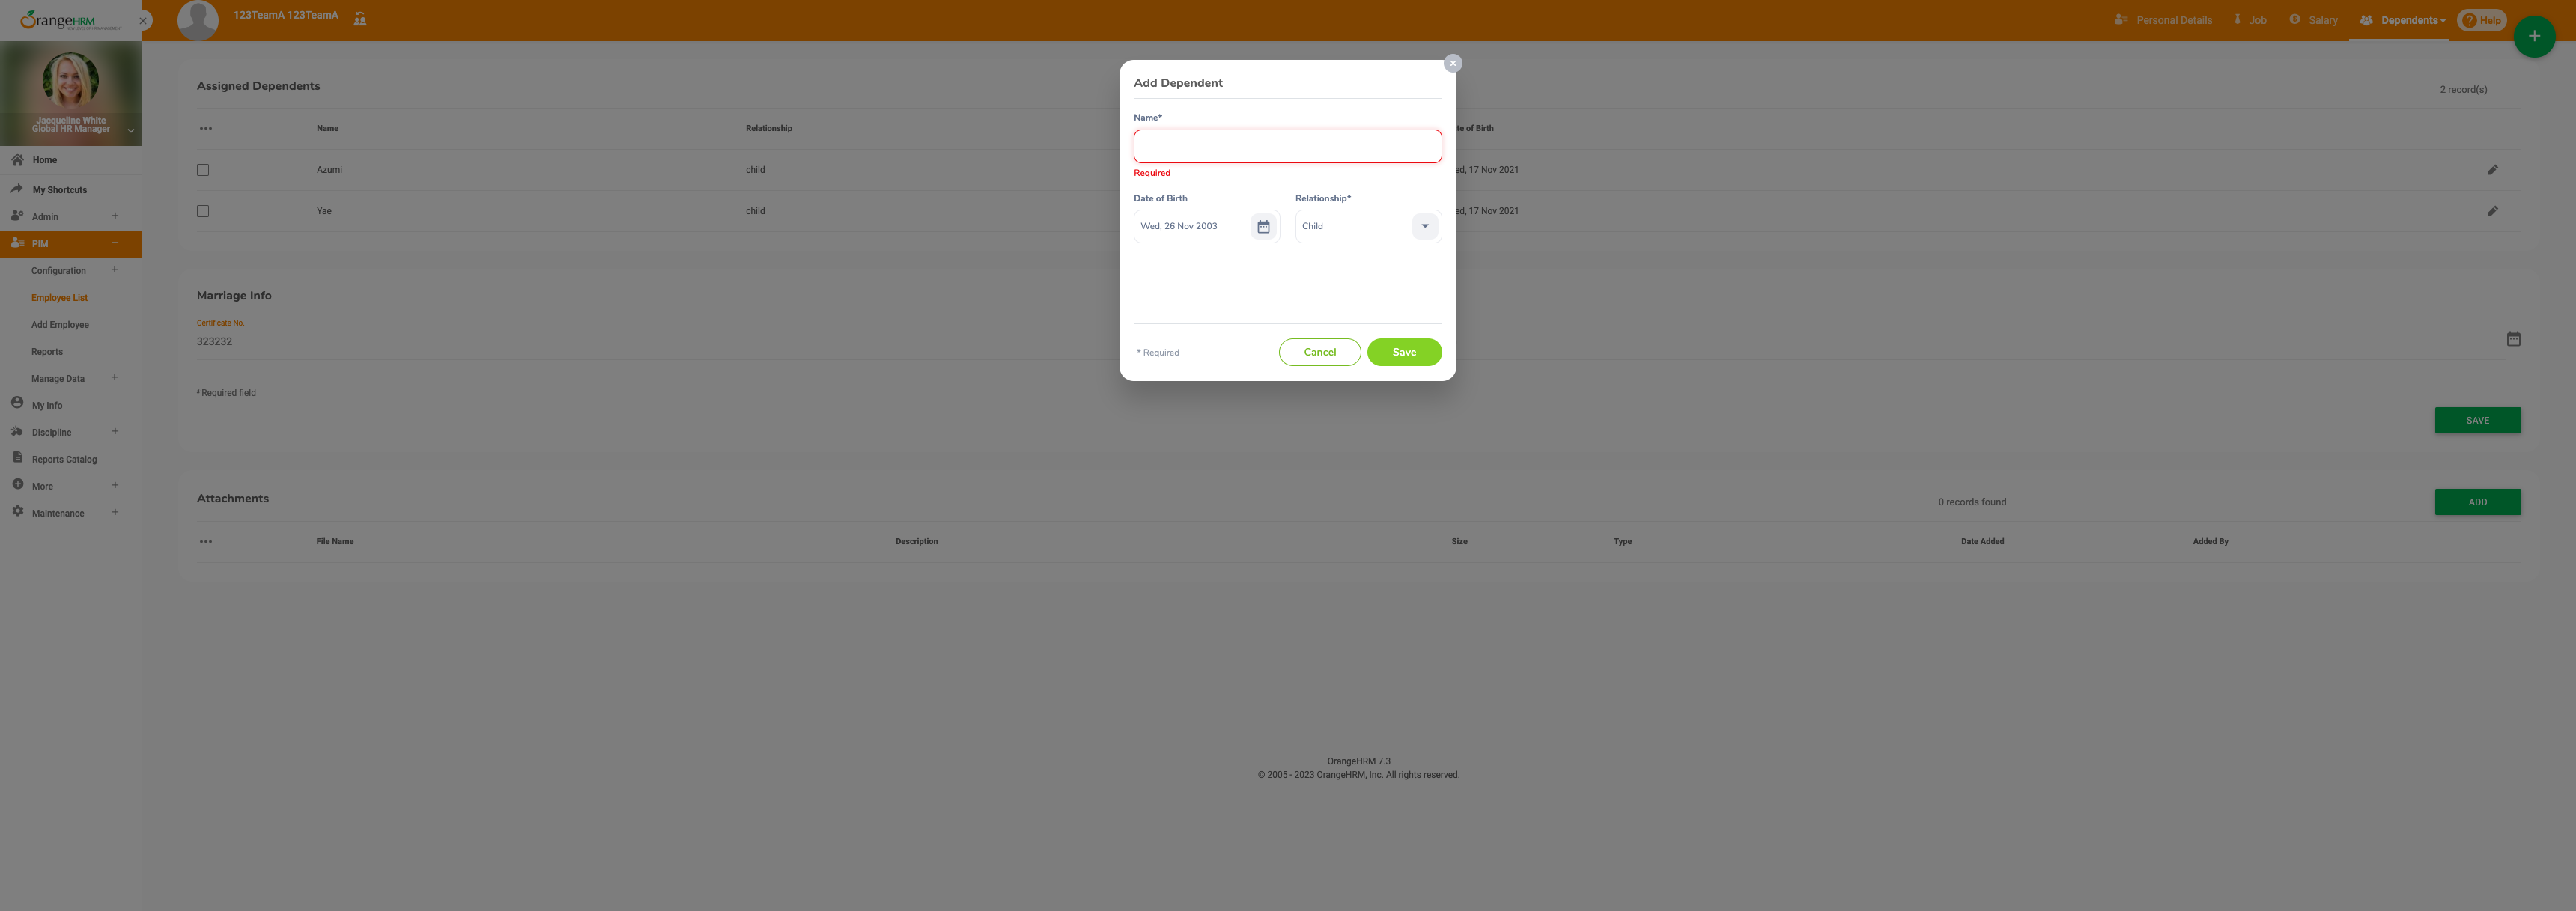 OrangeHRM
123TeamA 123TeamA
Personal Details
Job
Salary
Dependents
Help
Jacqueline White
Global HR Manager
Home
My Shortcuts
Admin
PIM
Configuration
Employee List
Add Employee
Reports
Manage Data
My Info
Discipline
Reports Catalog
More
Maintenance
Assigned Dependents
2 record(s)
Name
Relationship
te of Birth
Azumi
child
ed, 17 Nov 2021
Yae
child
ed, 17 Nov 2021
Marriage Info
Certificate No.
323232
* Required field
SAVE
Attachments
0 records found
ADD
File Name
Description
Size
Type
Date Added
Added By
Add Dependent
Name*
Required
Date of Birth
Relationship*
Wed, 26 Nov 2003
Child
* Required
Cancel
Save
OrangeHRM 7.3
© 2005 - 2023 OrangeHRM, Inc. All rights reserved.